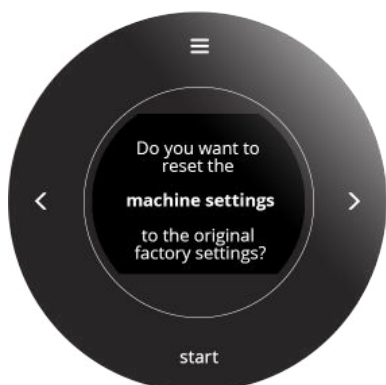 Do you want to
reset the
machine settings
to the original
factory settings?
start